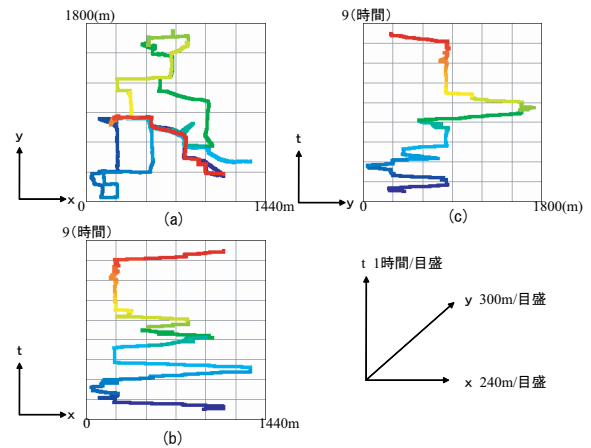 1800(m)
y
x
0
1440m
(a)
9(時間)
t
y
0
1800(m)
(c)
9(時間)
t
x
0
1440m
(b)
t 1時間/目盛
y 300m/目盛
x 240m/目盛